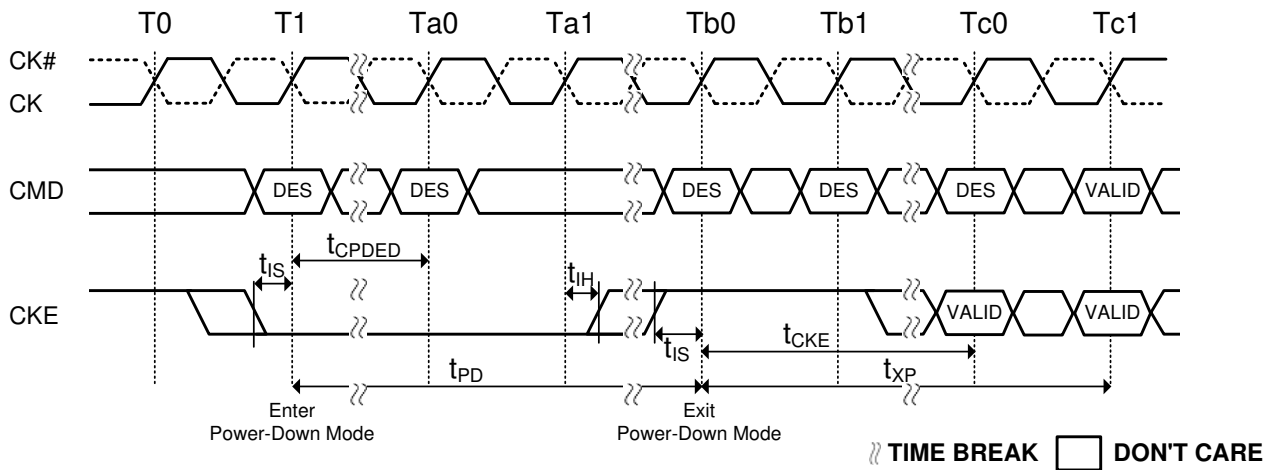 T0 T1 Ta0 Ta1 Tb0 Tb1 Tc0 Tc1
CK#
CK
CMD DES DES DES DES DES VALID
tCPDED
tIS tIH
CKE VALID VALID
tIS tCKE
tPD tXP
Enter Power-Down Mode
Exit Power-Down Mode
TIME BREAK DON'T CARE